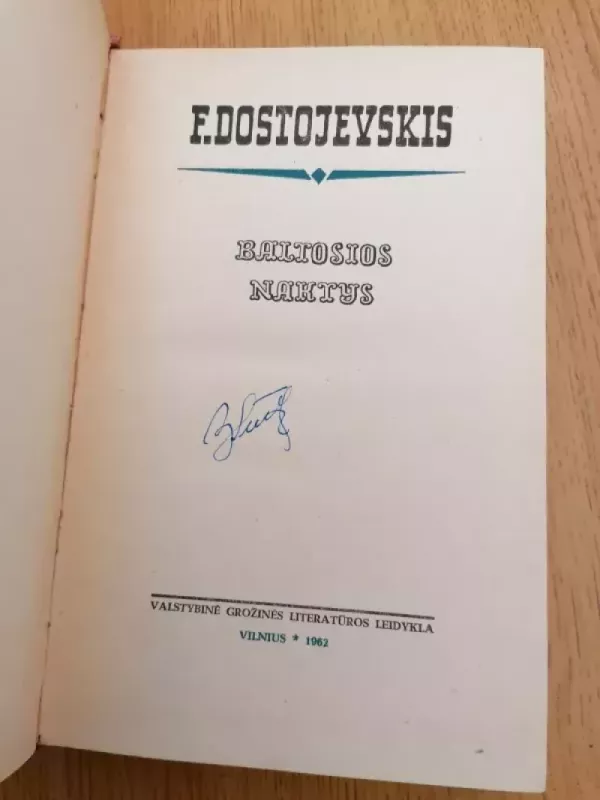 F.DOSTOJEVSKIS
BALTOSIOS
NAKTYS
VALSTYBINĖ GROŽINĖS LITERATŪROS LEIDYKLA
VILNIUS * 1962